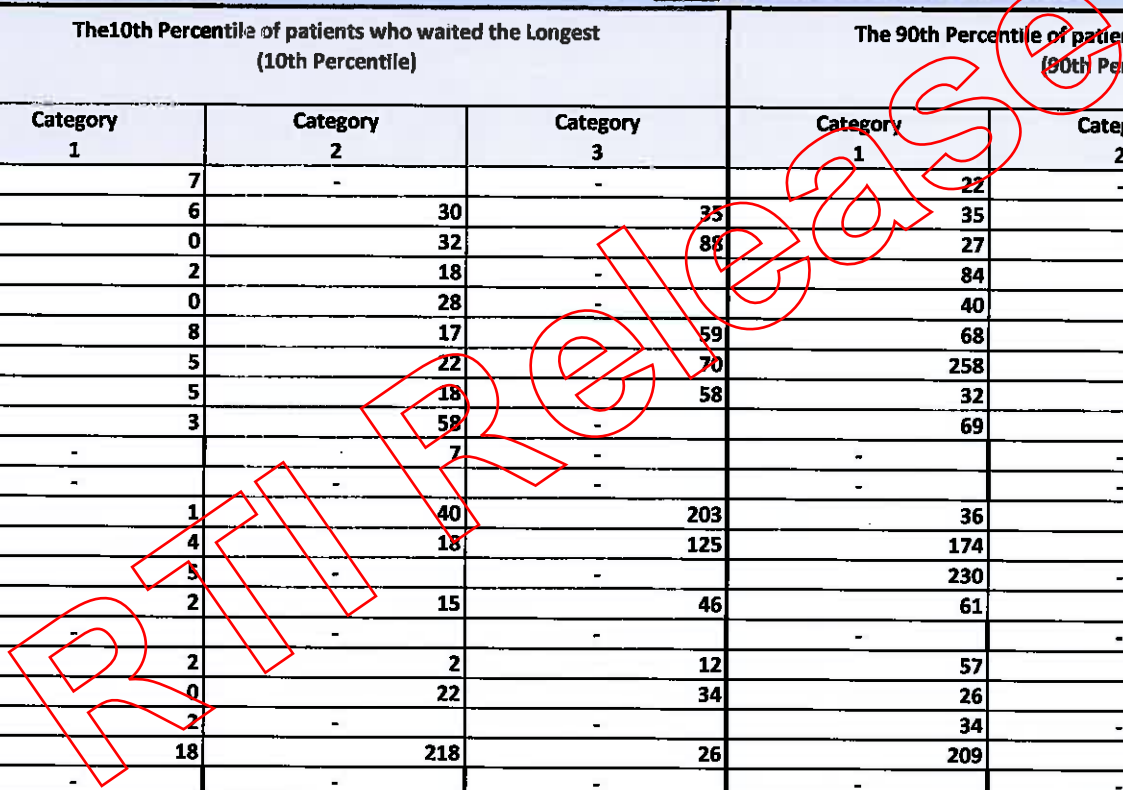 The10th Percentile of patients who waited the Longest The 90th Percentile of patie
(10th Percentile) (90th Pe
Category Category Category Category Cate
1 2 3 1 2
7 - - 22 -
6 30 35 35
0 32 88 27
2 18 - 84
0 28 - 40
8 17 59 68
5 22 70 258
5 18 58 32
3 58 - 69
- 7 - - -
- - - - -
1 40 203 36
4 18 125 174
5 - - 230 -
2 15 46 61
- - - - -
2 2 12 57
0 22 34 26
2 - - 34 -
18 218 26 209
- - - - -
RTI Release